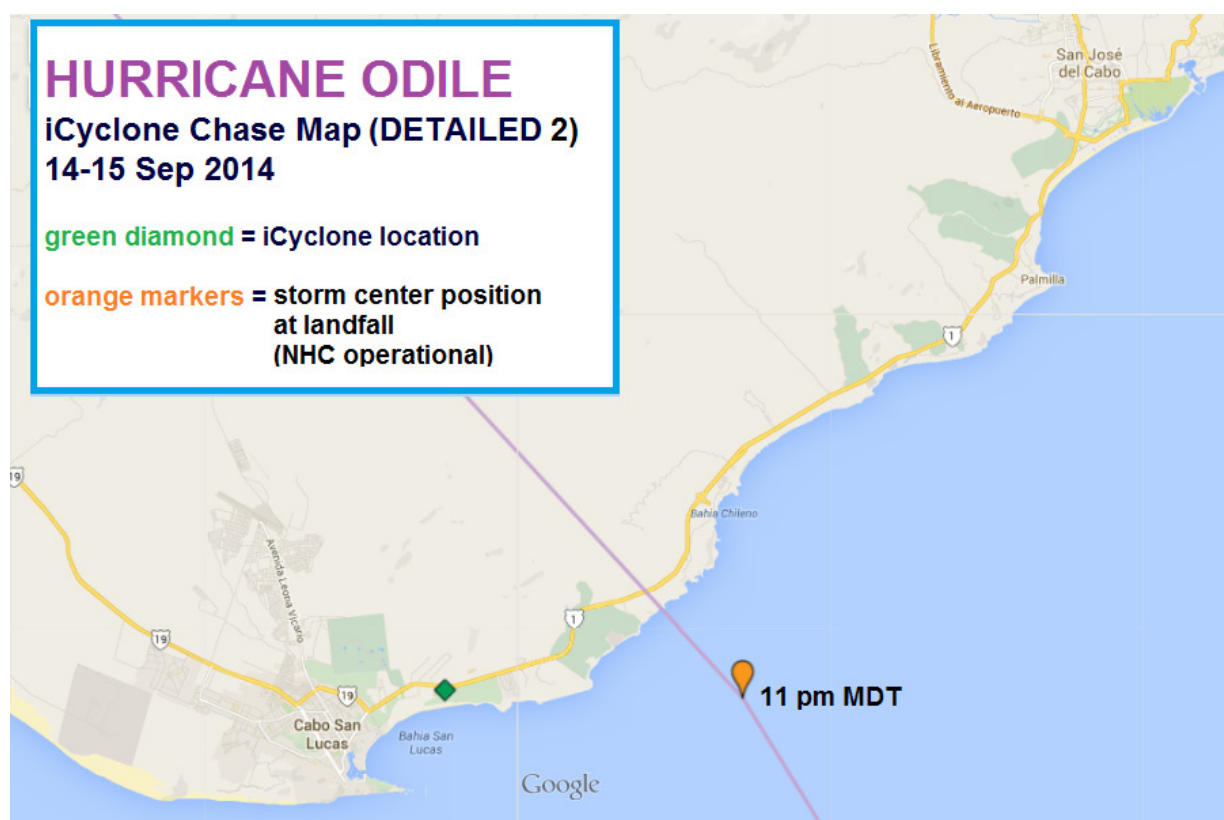 HURRICANE ODILE
iCyclone Chase Map (DETAILED 2)
14-15 Sep 2014
green diamond = iCyclone location
orange markers = storm center position
at landfall
(NHC operational)
San José
del Cabo
Libramiento al Aeropuerto
Palmilla
1
Bahia Chileno
19
Avenida Leona Vicario
1
19
19
Cabo San
Lucas
Bahia San
Lucas
11 pm MDT
Google